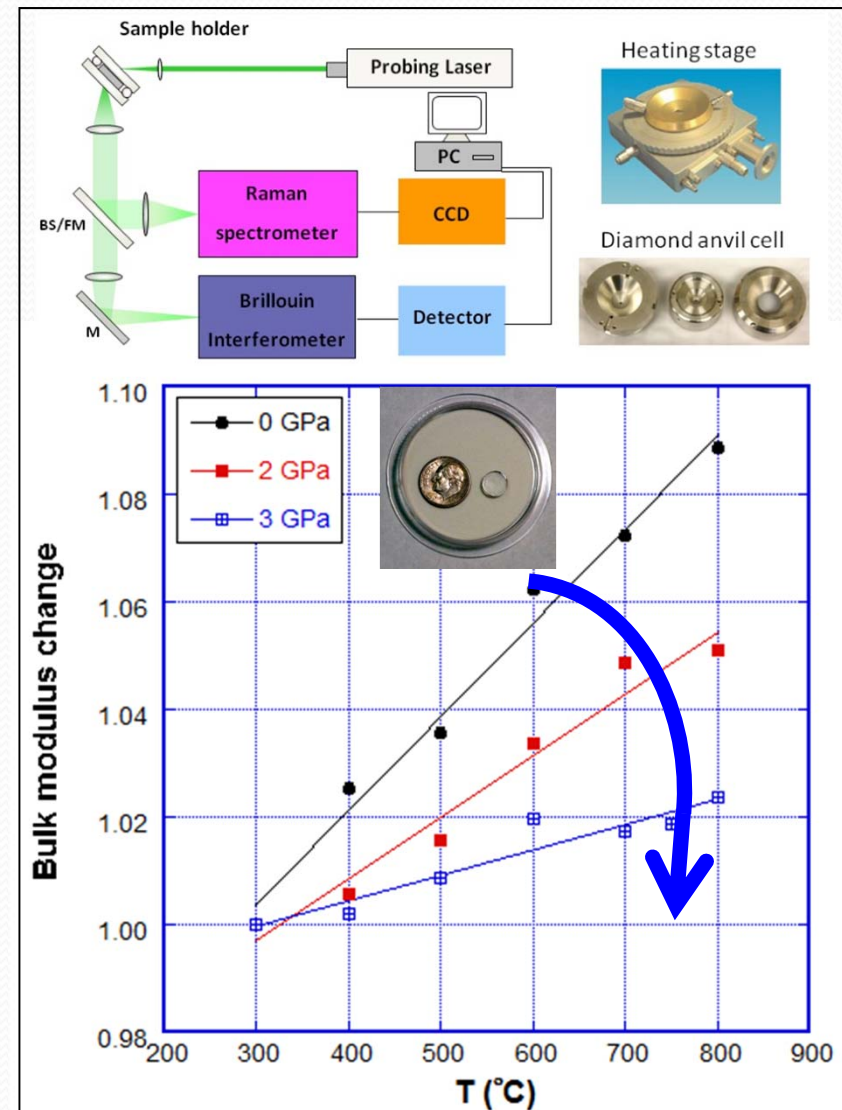 Sample holder
Probing Laser
Heating stage
PC
BS/FM
Raman
spectrometer
CCD
Diamond anvil cell
M
Brillouin
Interferometer
Detector
Bulk modulus change
1.10
1.08
1.06
1.04
1.02
1.00
0.98
0 GPa
2 GPa
3 GPa
200
300
400
500
600
700
800
900
T (°C)